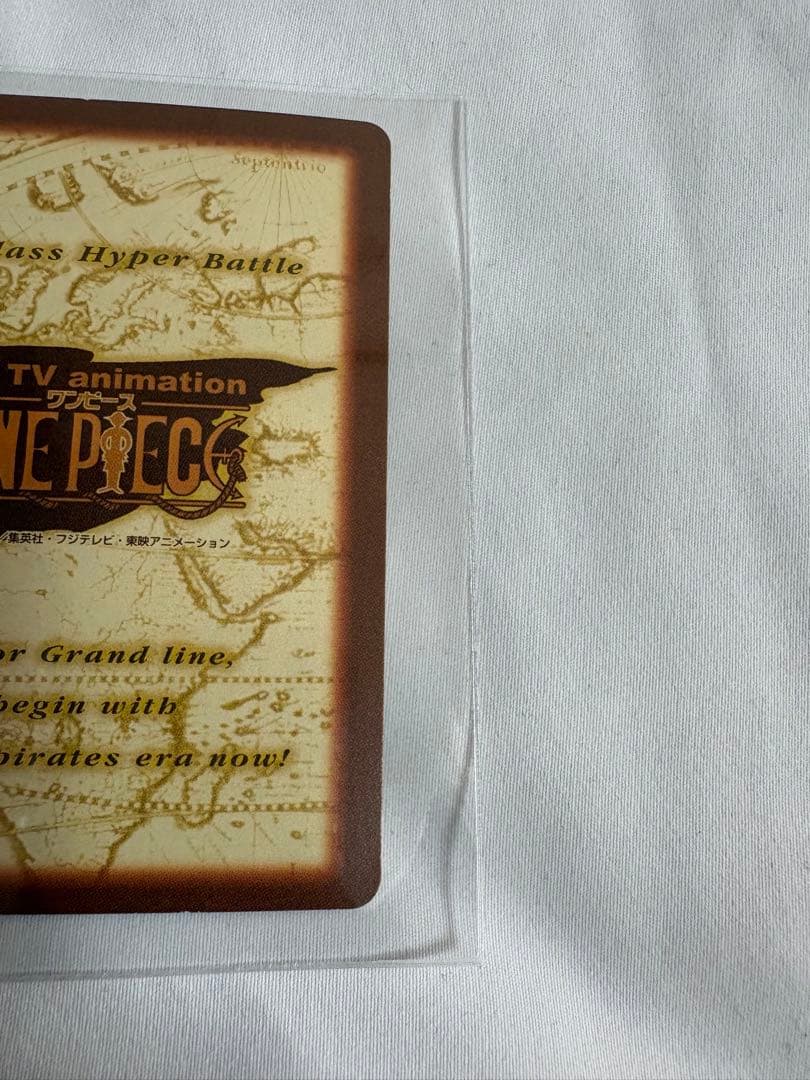 Septentrio
lass Hyper Battle
TV animation
ワンピース
NE PIECE
集英社・フジテレビ・東映アニメーション
or Grand line,
begin with
pirates era now!